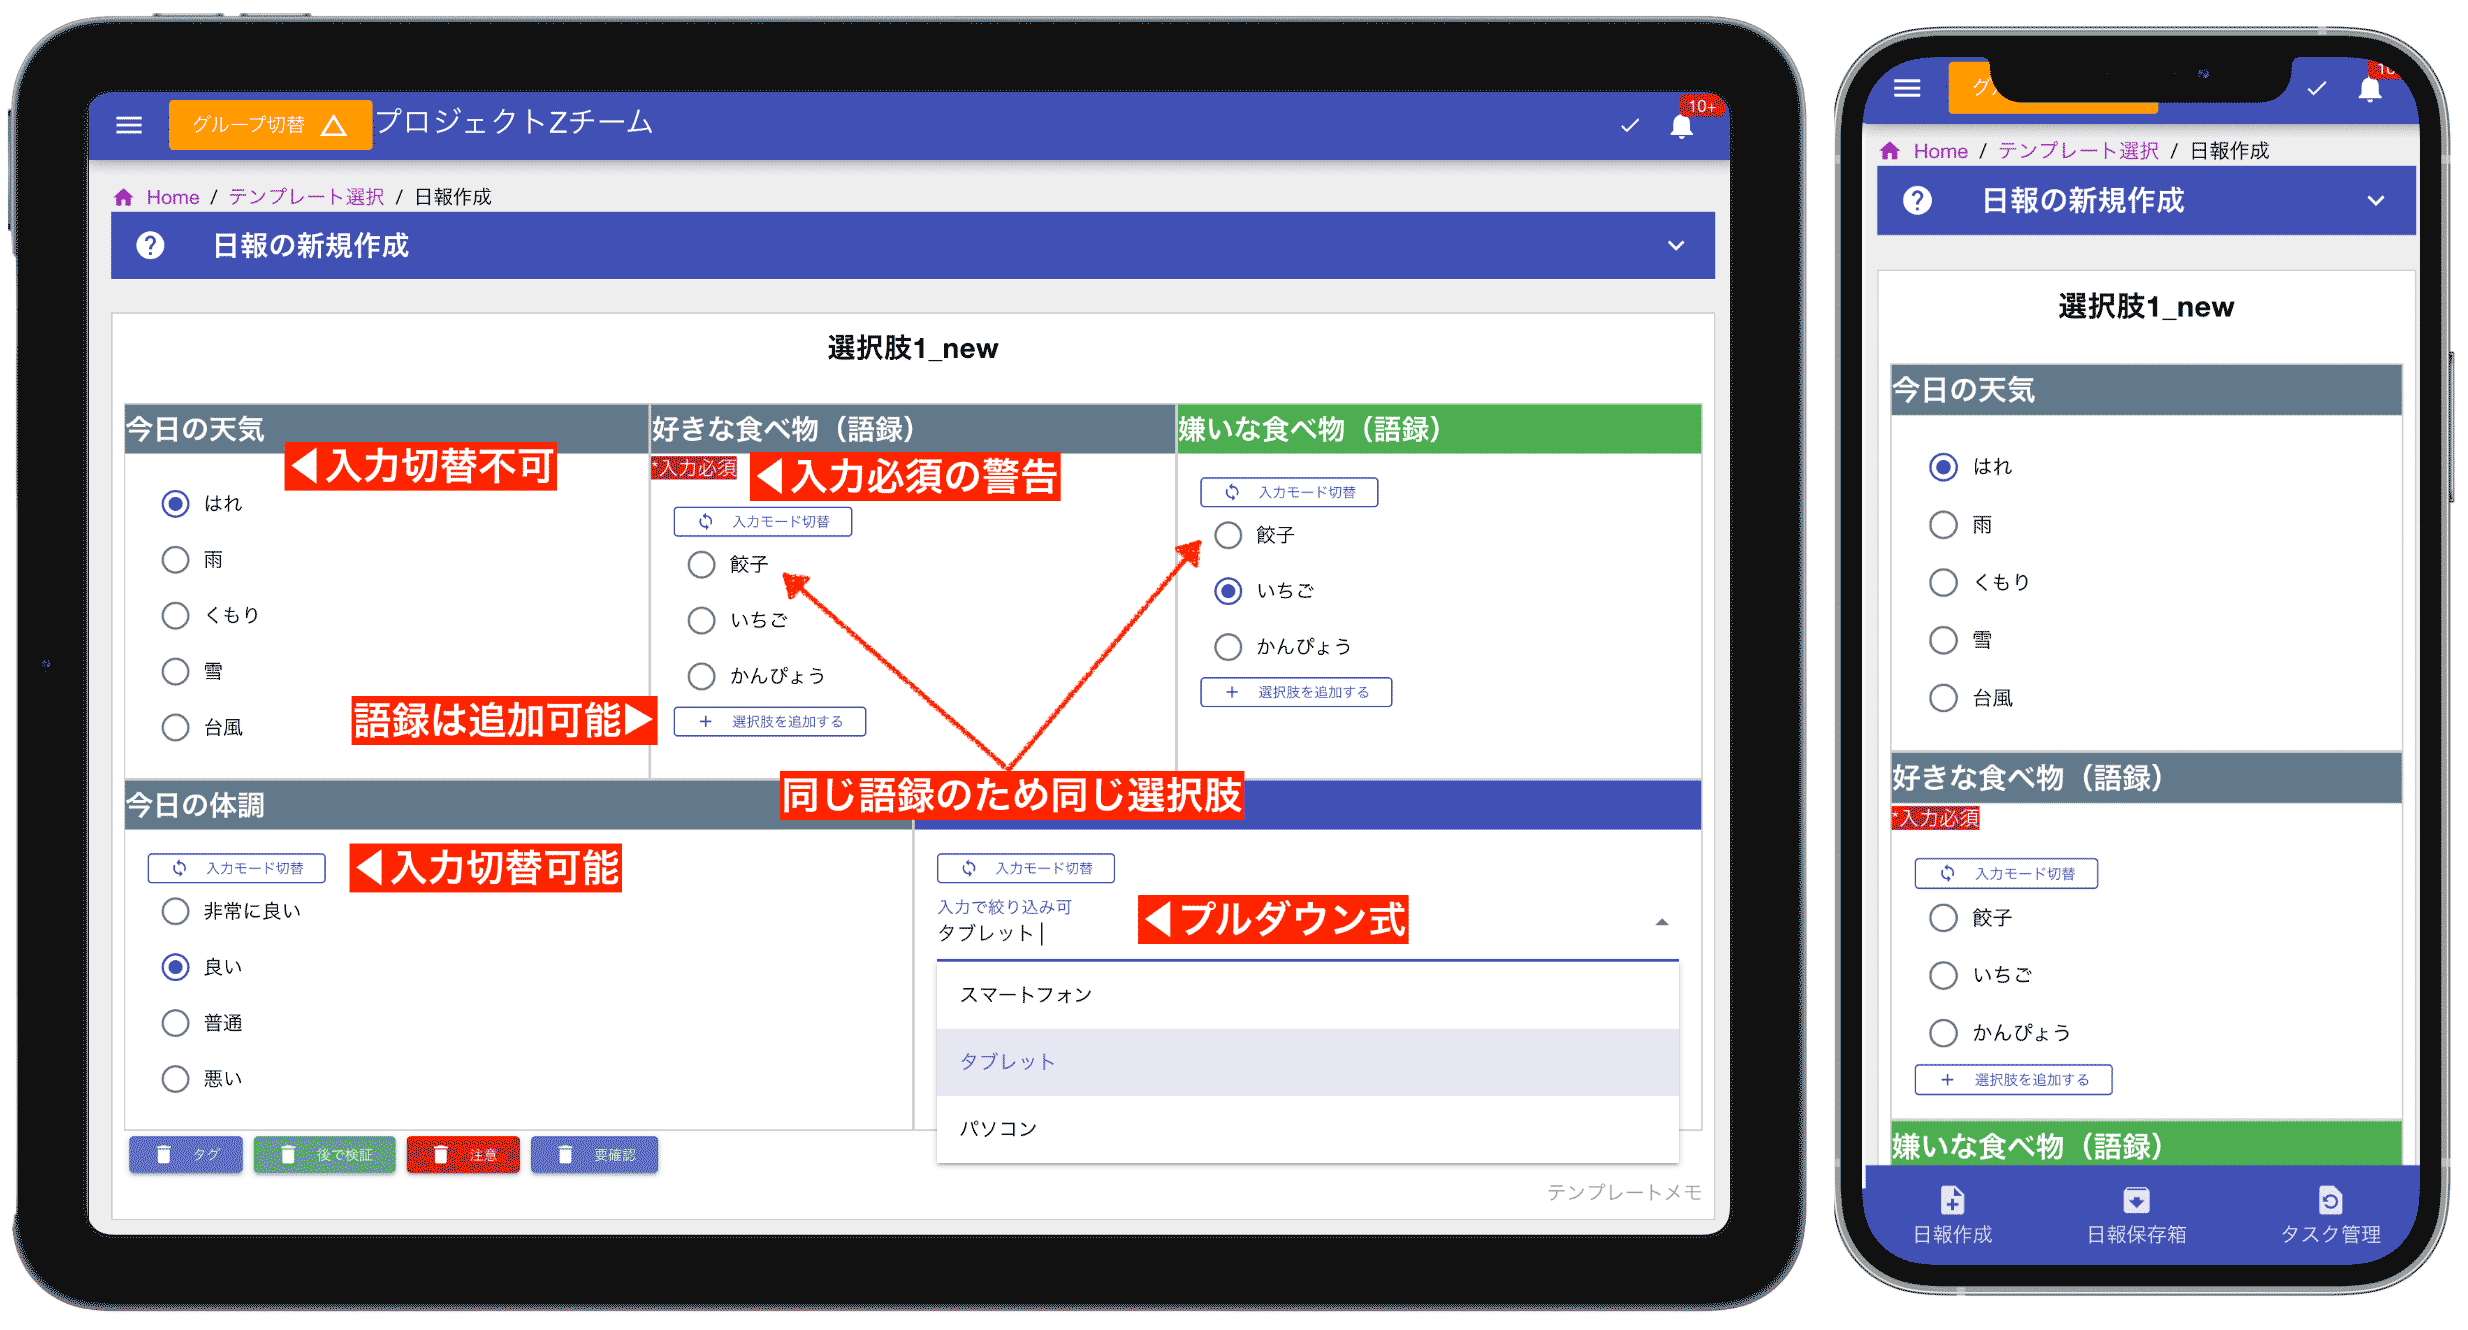 グループ切替
プロジェクトZチーム
10+
Home / テンプレート選択 / 日報作成
日報の新規作成
選択肢1_new
今日の天気
◀入力切替不可
はれ
雨
くもり
雪
台風
好きな食べ物（語録）
*入力必須
◀入力必須の警告
入力モード切替
餃子
いちご
かんぴょう
語録は追加可能▶
+ 選択肢を追加する
嫌いな食べ物（語録）
入力モード切替
餃子
いちご
かんぴょう
+ 選択肢を追加する
同じ語録のため同じ選択肢
今日の体調
入力モード切替
◀入力切替可能
非常に良い
良い
普通
悪い
入力モード切替
入力で絞り込み可
タブレット
◀プルダウン式
スマートフォン
タブレット
パソコン
タグ
後で検証
注意
要確認
テンプレートメモ
Home / テンプレート選択 / 日報作成
日報の新規作成
選択肢1_new
今日の天気
はれ
雨
くもり
雪
台風
好きな食べ物（語録）
*入力必須
入力モード切替
餃子
いちご
かんぴょう
+ 選択肢を追加する
嫌いな食べ物（語録）
日報作成
日報保存箱
タスク管理